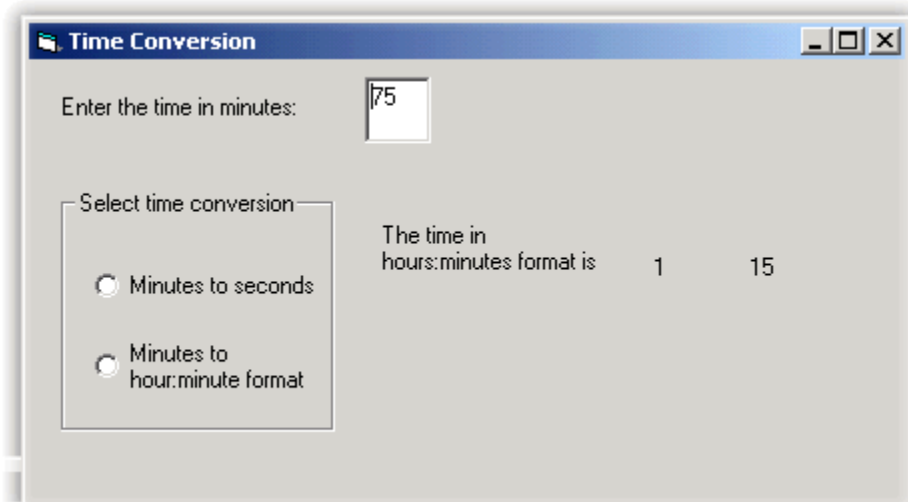 Time Conversion
Enter the time in minutes:
75
Select time conversion
Minutes to seconds
Minutes to
hour:minute format
The time in
hours:minutes format is 1 15